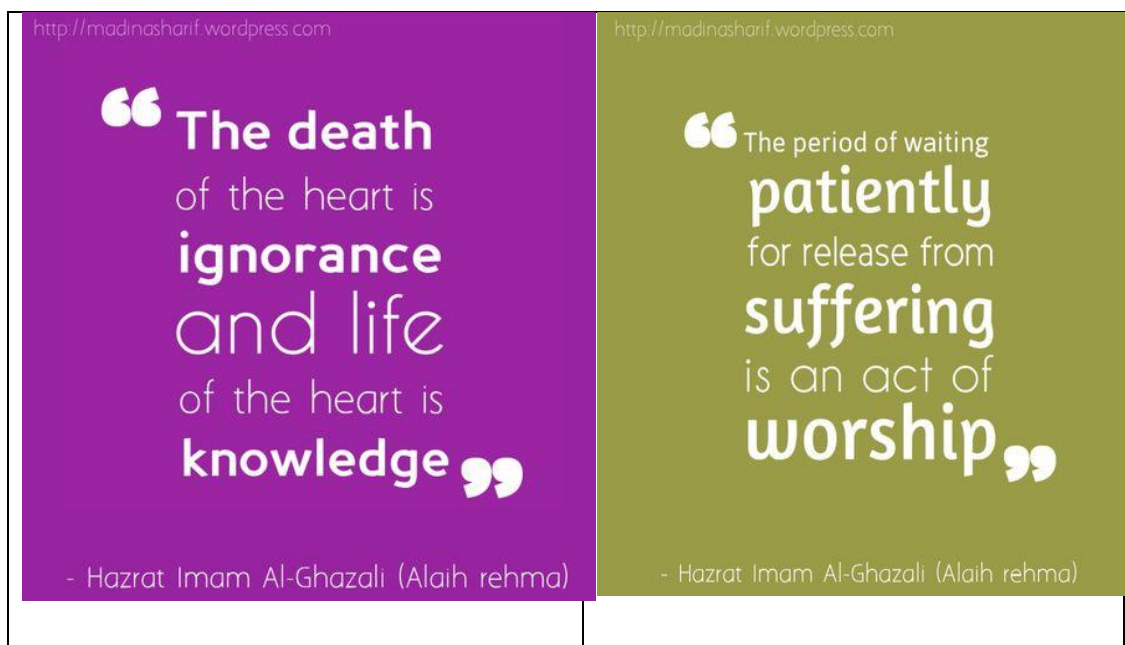 http://madinasharif.wordpress.com
“ The death
of the heart is
ignorance
and life
of the heart is
knowledge ”
- Hazrat Imam Al-Ghazali (Alaih rehma)
http://madinasharif.wordpress.com
“ The period of waiting
patiently
for release from
suffering
is an act of
worship ”
- Hazrat Imam Al-Ghazali (Alaih rehma)